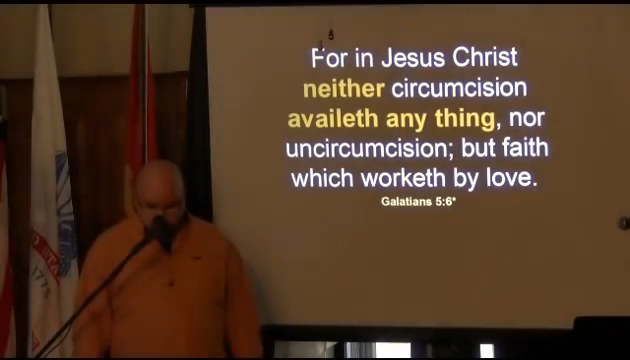 For in Jesus Christ
neither circumcision
availeth any thing, nor
uncircumcision; but faith
which worketh by love.
Galatians 5:6*
1775